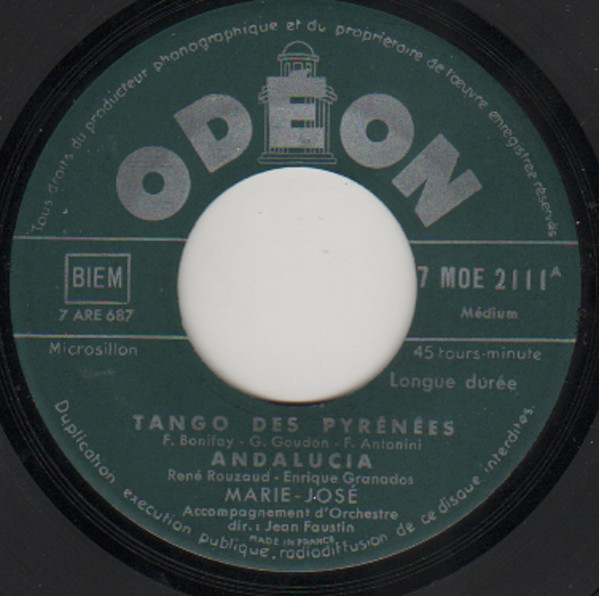 Tous droits du producteur phonographique et du propriétaire de l'œuvre enregistrée réservés
ODÉON
BIEM
7 ARE 687
7 MOE 2111 A
Médium
Microsillon
45 tours-minute
Longue durée
TANGO DES PYRÉNÉES
F. Bonifay - G. Goudon - F. Antonini
ANDALUCIA
René Rouzaud - Enrique Granados
MARIE-JOSÉ
Accompagnement d'Orchestre
dir.: Jean Faustin
MADE IN FRANCE
Duplication execution publique, radiodiffusion de ce disque interdites.